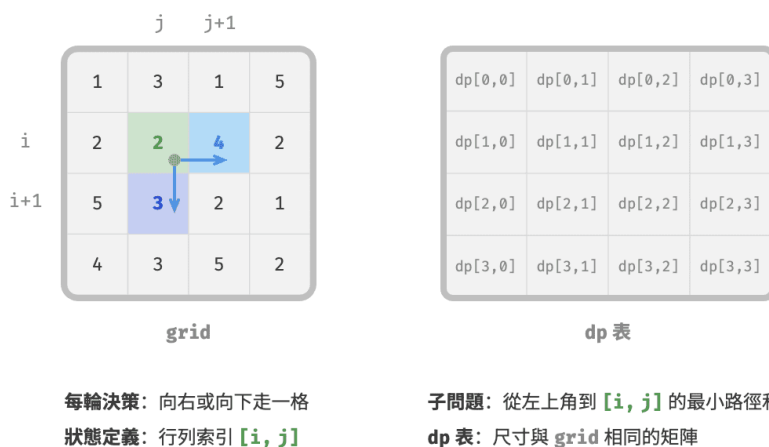 j j+1
1 3 1 5
i 2 2 4 2
i+1 5 3 2 1
4 3 5 2
grid
dp[0,0] dp[0,1] dp[0,2] dp[0,3]
dp[1,0] dp[1,1] dp[1,2] dp[1,3]
dp[2,0] dp[2,1] dp[2,2] dp[2,3]
dp[3,0] dp[3,1] dp[3,2] dp[3,3]
dp 表
每輪決策：向右或向下走一格
狀態定義：行列索引 [i, j]
子問題：從左上角到 [i, j] 的最小路徑和
dp 表：尺寸與 grid 相同的矩陣